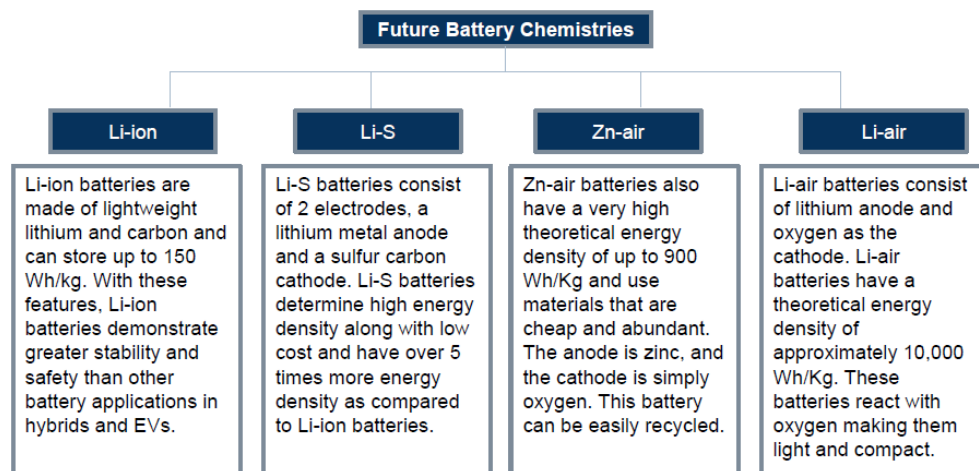 Future Battery Chemistries
Li-ion
Li-S
Zn-air
Li-air
Li-ion batteries are
made of lightweight
lithium and carbon and
can store up to 150
Wh/kg. With these
features, Li-ion
batteries demonstrate
greater stability and
safety than other
battery applications in
hybrids and EVs.
Li-S batteries consist
of 2 electrodes, a
lithium metal anode
and a sulfur carbon
cathode. Li-S batteries
determine high energy
density along with low
cost and have over 5
times more energy
density as compared
to Li-ion batteries.
Zn-air batteries also
have a very high
theoretical energy
density of up to 900
Wh/Kg and use
materials that are
cheap and abundant.
The anode is zinc, and
the cathode is simply
oxygen. This battery
can be easily recycled.
Li-air batteries consist
of lithium anode and
oxygen as the
cathode. Li-air
batteries have a
theoretical energy
density of
approximately 10,000
Wh/Kg. These
batteries react with
oxygen making them
light and compact.